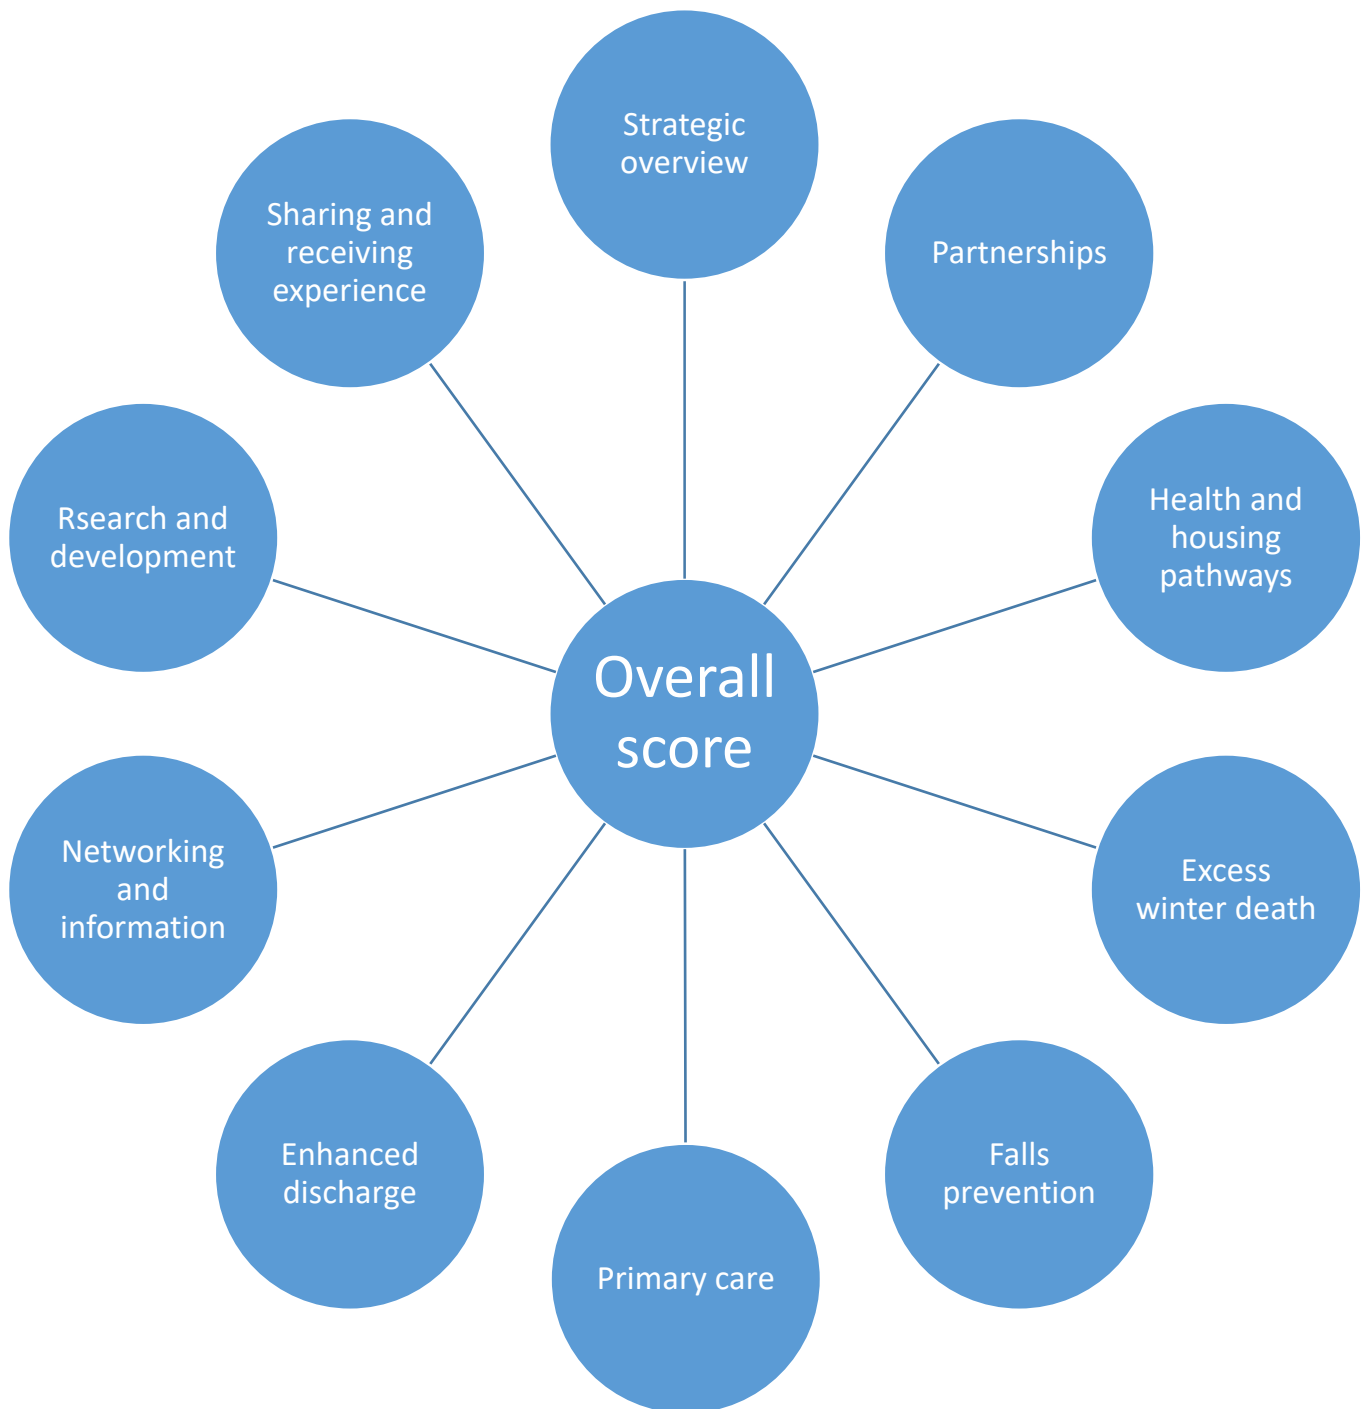 Strategic
overview
Partnerships
Health and
housing
pathways
Excess
winter death
Falls
prevention
Primary care
Enhanced
discharge
Networking
and
information
Rsearch and
development
Sharing and
receiving
experience
Overall
score